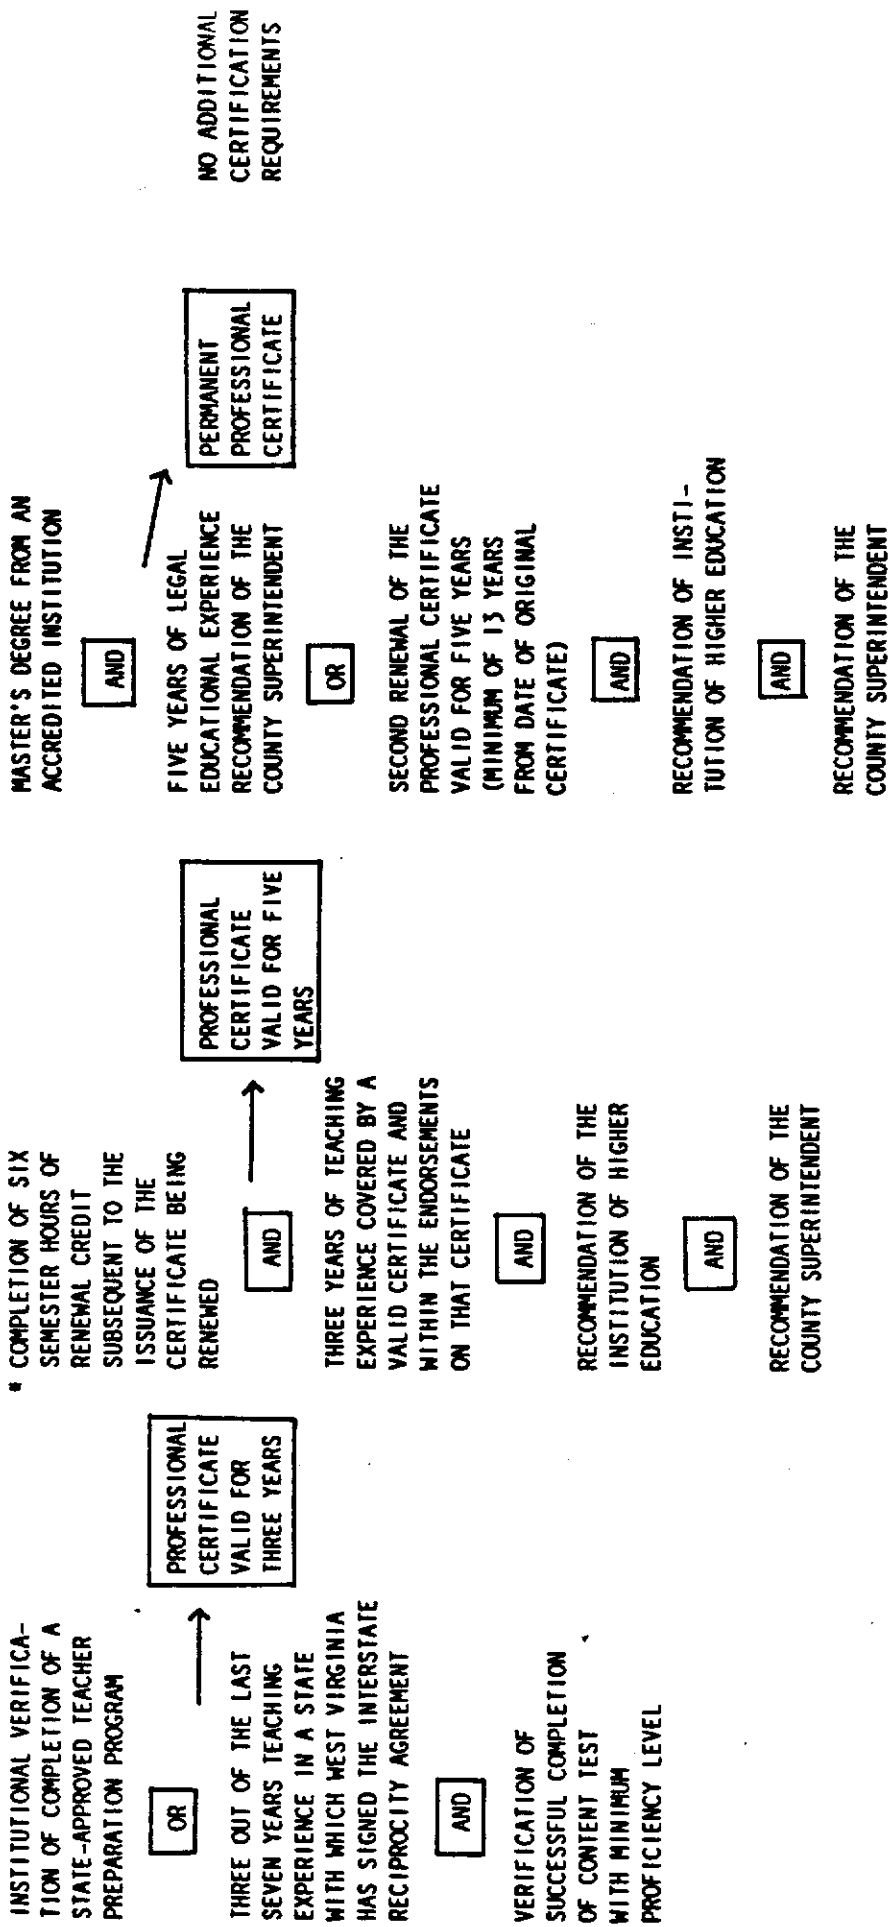 INSTITUTIONAL VERIFICA-
TION OF COMPLETION OF A
STATE-APPROVED TEACHER
PREPARATION PROGRAM
OR
THREE OUT OF THE LAST
SEVEN YEARS TEACHING
EXPERIENCE IN A STATE
WITH WHICH WEST VIRGINIA
HAS SIGNED THE INTERSTATE
RECIPROCITY AGREEMENT
AND
VERIFICATION OF
SUCCESSFUL COMPLETION
OF CONTENT TEST
WITH MINIMUM
PROFICIENCY LEVEL
PROFESSIONAL
CERTIFICATE
VALID FOR
THREE YEARS
* COMPLETION OF SIX
SEMESTER HOURS OF
RENEWAL CREDIT
SUBSEQUENT TO THE
ISSUANCE OF THE
CERTIFICATE BEING
RENEWED
AND
THREE YEARS OF TEACHING
EXPERIENCE COVERED BY A
VALID CERTIFICATE AND
WITHIN THE ENDORSEMENTS
ON THAT CERTIFICATE
AND
RECOMMENDATION OF THE
INSTITUTION OF HIGHER
EDUCATION
AND
RECOMMENDATION OF THE
COUNTY SUPERINTENDENT
PROFESSIONAL
CERTIFICATE
VALID FOR FIVE
YEARS
MASTER'S DEGREE FROM AN
ACCREDITED INSTITUTION
AND
FIVE YEARS OF LEGAL
EDUCATIONAL EXPERIENCE
RECOMMENDATION OF THE
COUNTY SUPERINTENDENT
OR
SECOND RENEWAL OF THE
PROFESSIONAL CERTIFICATE
VALID FOR FIVE YEARS
(MINIMUM OF 13 YEARS
FROM DATE OF ORIGINAL
CERTIFICATE)
AND
RECOMMENDATION OF INSTI-
TUTION OF HIGHER EDUCATION
AND
RECOMMENDATION OF THE
COUNTY SUPERINTENDENT
PERMANENT
PROFESSIONAL
CERTIFICATE
NO ADDITIONAL
CERTIFICATION
REQUIREMENTS